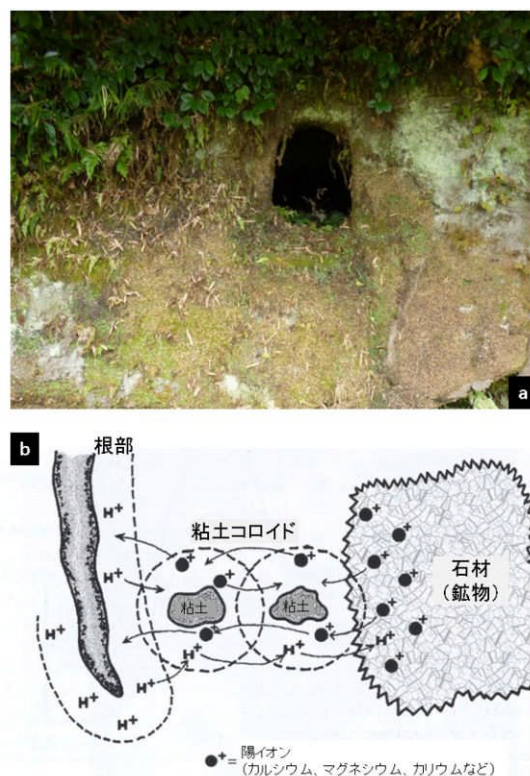 a
b
根部
H⁺
粘土コロイド
H⁺
粘土
粘土
石材
(鉱物)
H⁺
H⁺
H⁺
H⁺
H⁺
H⁺
H⁺
●⁺= 陽イオン
(カルシウム、マグネシウム、カリウムなど)